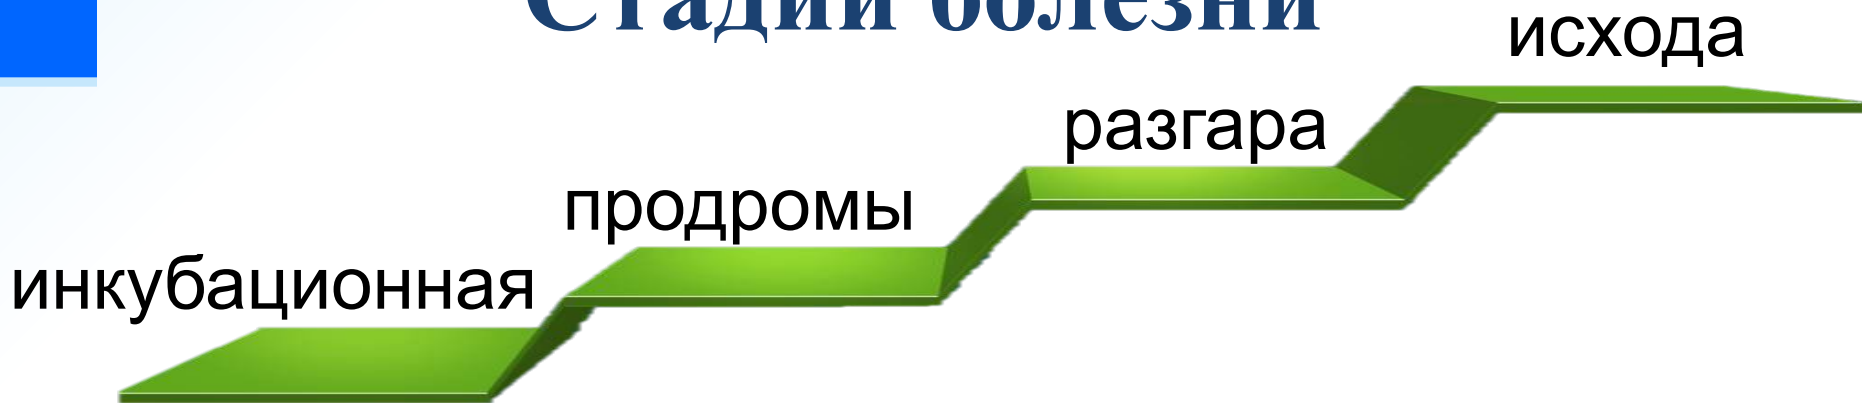 Стадии болезни
исхода
разгара
продромы
инкубационная